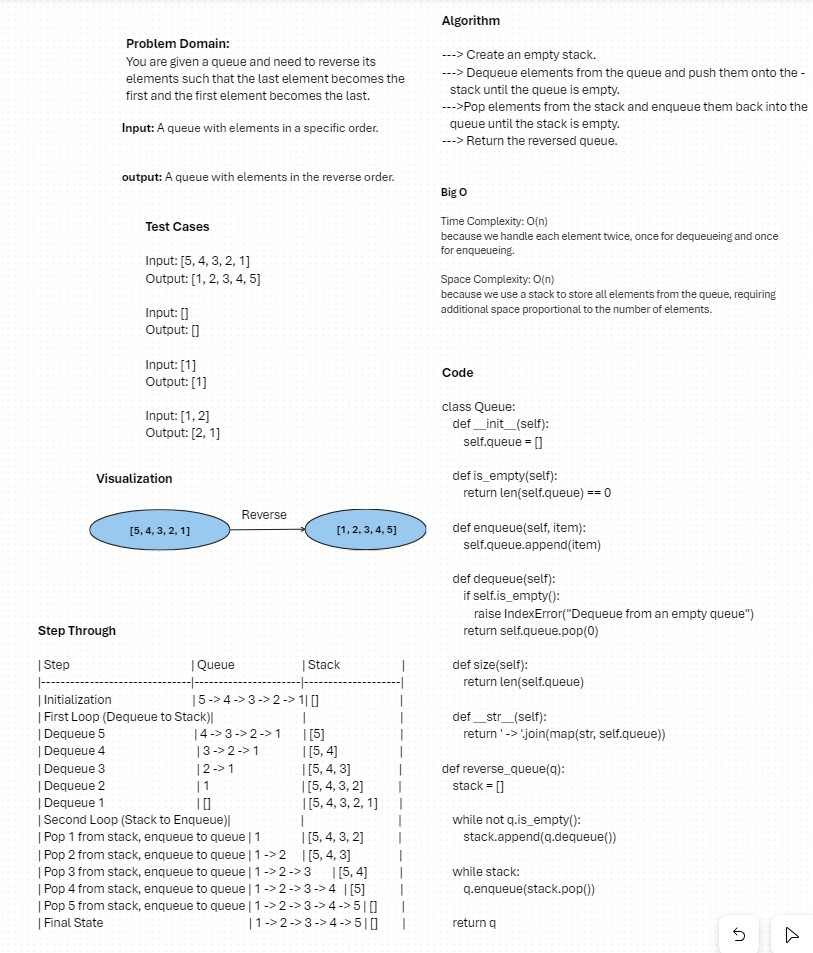 Problem Domain:
You are given a queue and need to reverse its
elements such that the last element becomes the
first and the first element becomes the last.
Input: A queue with elements in a specific order.
output: A queue with elements in the reverse order.
Test Cases
Input: [5, 4, 3, 2, 1]
Output: [1, 2, 3, 4, 5]
Input: []
Output: []
Input: [1]
Output: [1]
Input: [1, 2]
Output: [2, 1]
Visualization
[5, 4, 3, 2, 1]
Reverse
[1, 2, 3, 4, 5]
Step Through
| Step | Queue | Stack |
|------------------------------|---------------------|-------------------|
| Initialization | 5 -> 4 -> 3 -> 2 -> 1| [] |
| First Loop (Dequeue to Stack)| | |
| Dequeue 5 | 4 -> 3 -> 2 -> 1 | [5] |
| Dequeue 4 | 3 -> 2 -> 1 | [5, 4] |
| Dequeue 3 | 2 -> 1 | [5, 4, 3] |
| Dequeue 2 | 1 | [5, 4, 3, 2] |
| Dequeue 1 | [] | [5, 4, 3, 2, 1] |
| Second Loop (Stack to Enqueue)| | |
| Pop 1 from stack, enqueue to queue | 1 | [5, 4, 3, 2] |
| Pop 2 from stack, enqueue to queue | 1 -> 2 | [5, 4, 3] |
| Pop 3 from stack, enqueue to queue | 1 -> 2 -> 3 | [5, 4] |
| Pop 4 from stack, enqueue to queue | 1 -> 2 -> 3 -> 4 | [5] |
| Pop 5 from stack, enqueue to queue | 1 -> 2 -> 3 -> 4 -> 5 | [] |
| Final State | 1 -> 2 -> 3 -> 4 -> 5 | [] |
Algorithm
---> Create an empty stack.
---> Dequeue elements from the queue and push them onto the -
stack until the queue is empty.
--->Pop elements from the stack and enqueue them back into the
queue until the stack is empty.
---> Return the reversed queue.
Big O
Time Complexity: O(n)
because we handle each element twice, once for dequeueing and once
for enqueueing.
Space Complexity: O(n)
because we use a stack to store all elements from the queue, requiring
additional space proportional to the number of elements.
Code
class Queue:
def __init__(self):
self.queue = []
def is_empty(self):
return len(self.queue) == 0
def enqueue(self, item):
self.queue.append(item)
def dequeue(self):
if self.is_empty():
raise IndexError("Dequeue from an empty queue")
return self.queue.pop(0)
def size(self):
return len(self.queue)
def __str__(self):
return ' -> '.join(map(str, self.queue))
def reverse_queue(q):
stack = []
while not q.is_empty():
stack.append(q.dequeue())
while stack:
q.enqueue(stack.pop())
return q